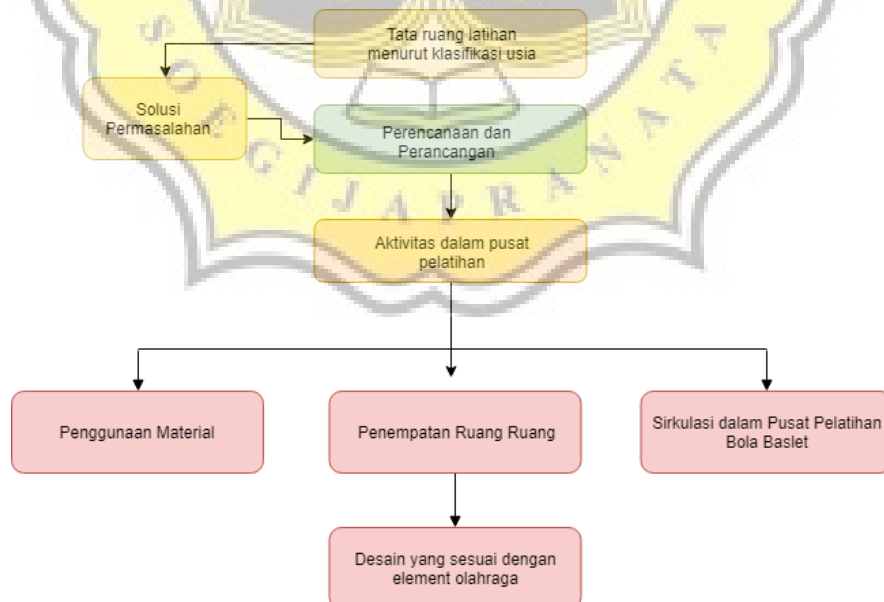 Tata ruang latihan
menurut klasifikasi usia
Solusi
Permasalahan
Perencanaan dan
Perancangan
SOEGIJAPRANATA
Aktivitas dalam pusat
pelatihan
Penggunaan Material
Penempatan Ruang Ruang
Sirkulasi dalam Pusat Pelatihan
Bola Baslet
Desain yang sesuai dengan
element olahraga